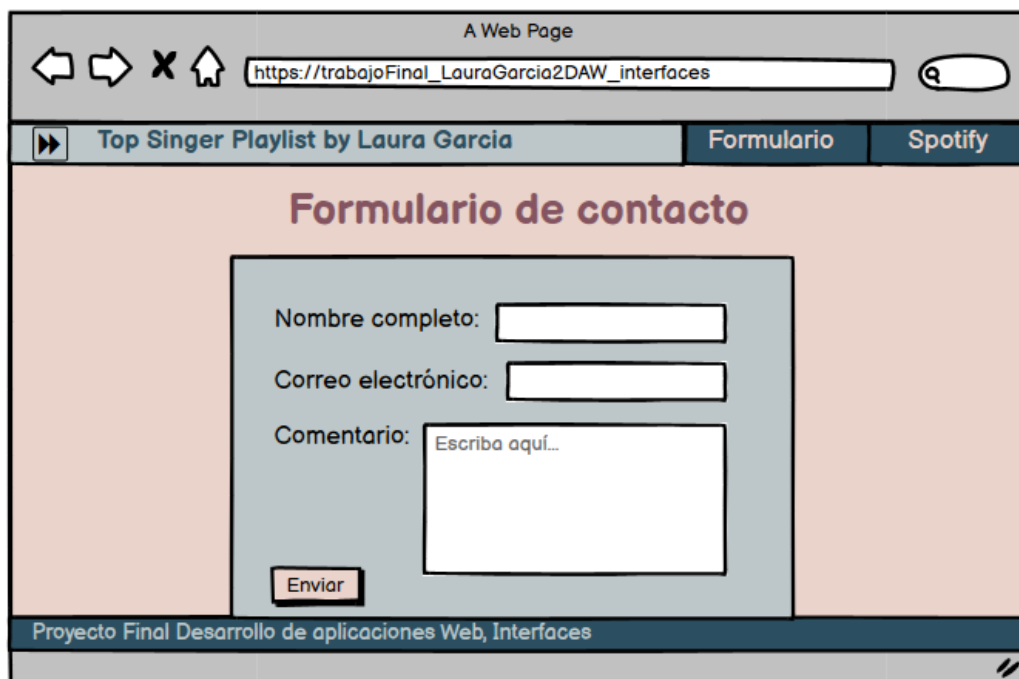 A Web Page
https://trabajoFinal_LauraGarcia2DAW_interfaces
Top Singer Playlist by Laura Garcia
Formulario
Spotify
Formulario de contacto
Nombre completo:
Correo electrónico:
Comentario:
Escriba aquí...
Enviar
Proyecto Final Desarrollo de aplicaciones Web, Interfaces